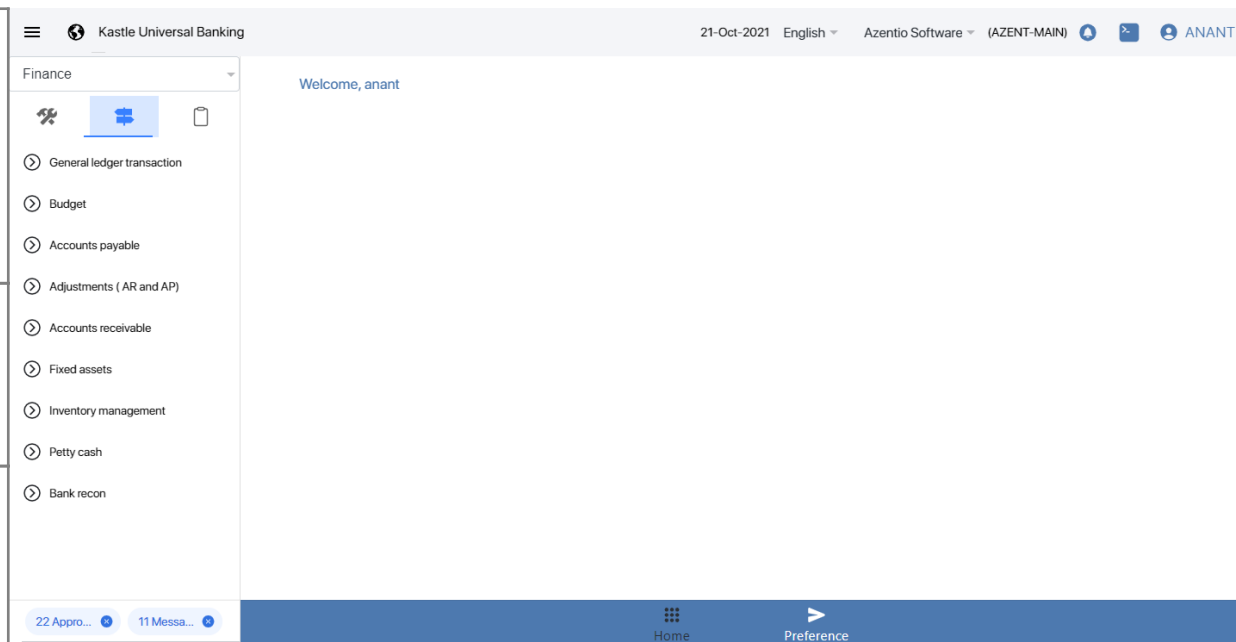 Kastle Universal Banking 21-Oct-2021 English Azentio Software (AZENT-MAIN) ANANT
Finance
Welcome, anant
General ledger transaction
Budget
Accounts payable
Adjustments ( AR and AP)
Accounts receivable
Fixed assets
Inventory management
Petty cash
Bank recon
22 Appro... 11 Messa...
Home Preference